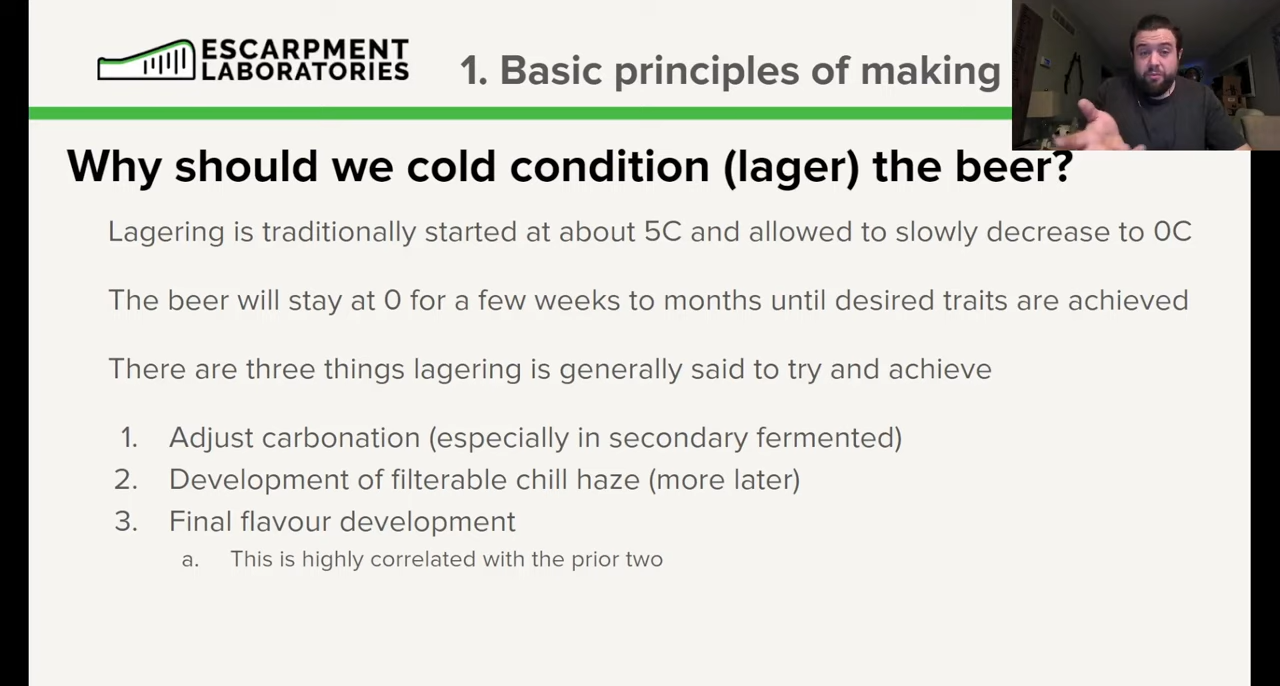 ESCARPMENT
LABORATORIES
1. Basic principles of making
Why should we cold condition (lager) the beer?
Lagering is traditionally started at about 5C and allowed to slowly decrease to 0C
The beer will stay at 0 for a few weeks to months until desired traits are achieved
There are three things lagering is generally said to try and achieve
1. Adjust carbonation (especially in secondary fermented)
2. Development of filterable chill haze (more later)
3. Final flavour development
a. This is highly correlated with the prior two